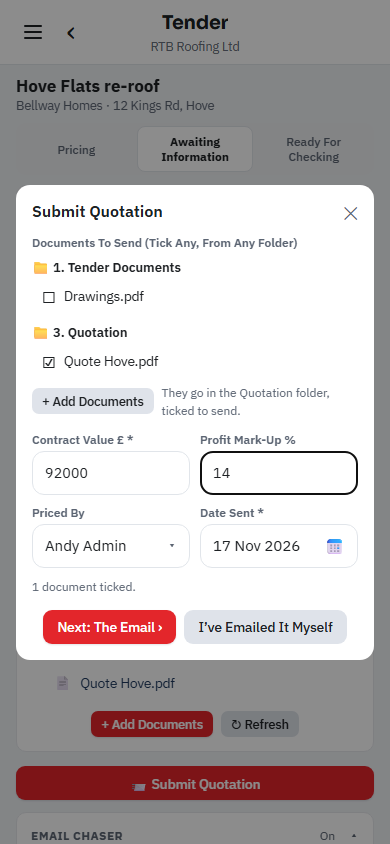 Tender
RTB Roofing Ltd
Hove Flats re-roof
Bellway Homes · 12 Kings Rd, Hove
Pricing
Awaiting
Information
Ready For
Checking
Submit Quotation
Documents To Send (Tick Any, From Any Folder)
1. Tender Documents
Drawings.pdf
3. Quotation
Quote Hove.pdf
+ Add Documents
They go in the Quotation folder,
ticked to send.
Contract Value £ *
Profit Mark-Up %
92000
14
Priced By
Date Sent *
Andy Admin
17 Nov 2026
1 document ticked.
Next: The Email ›
I've Emailed It Myself
Quote Hove.pdf
+ Add Documents
↻ Refresh
Submit Quotation
EMAIL CHASER
On